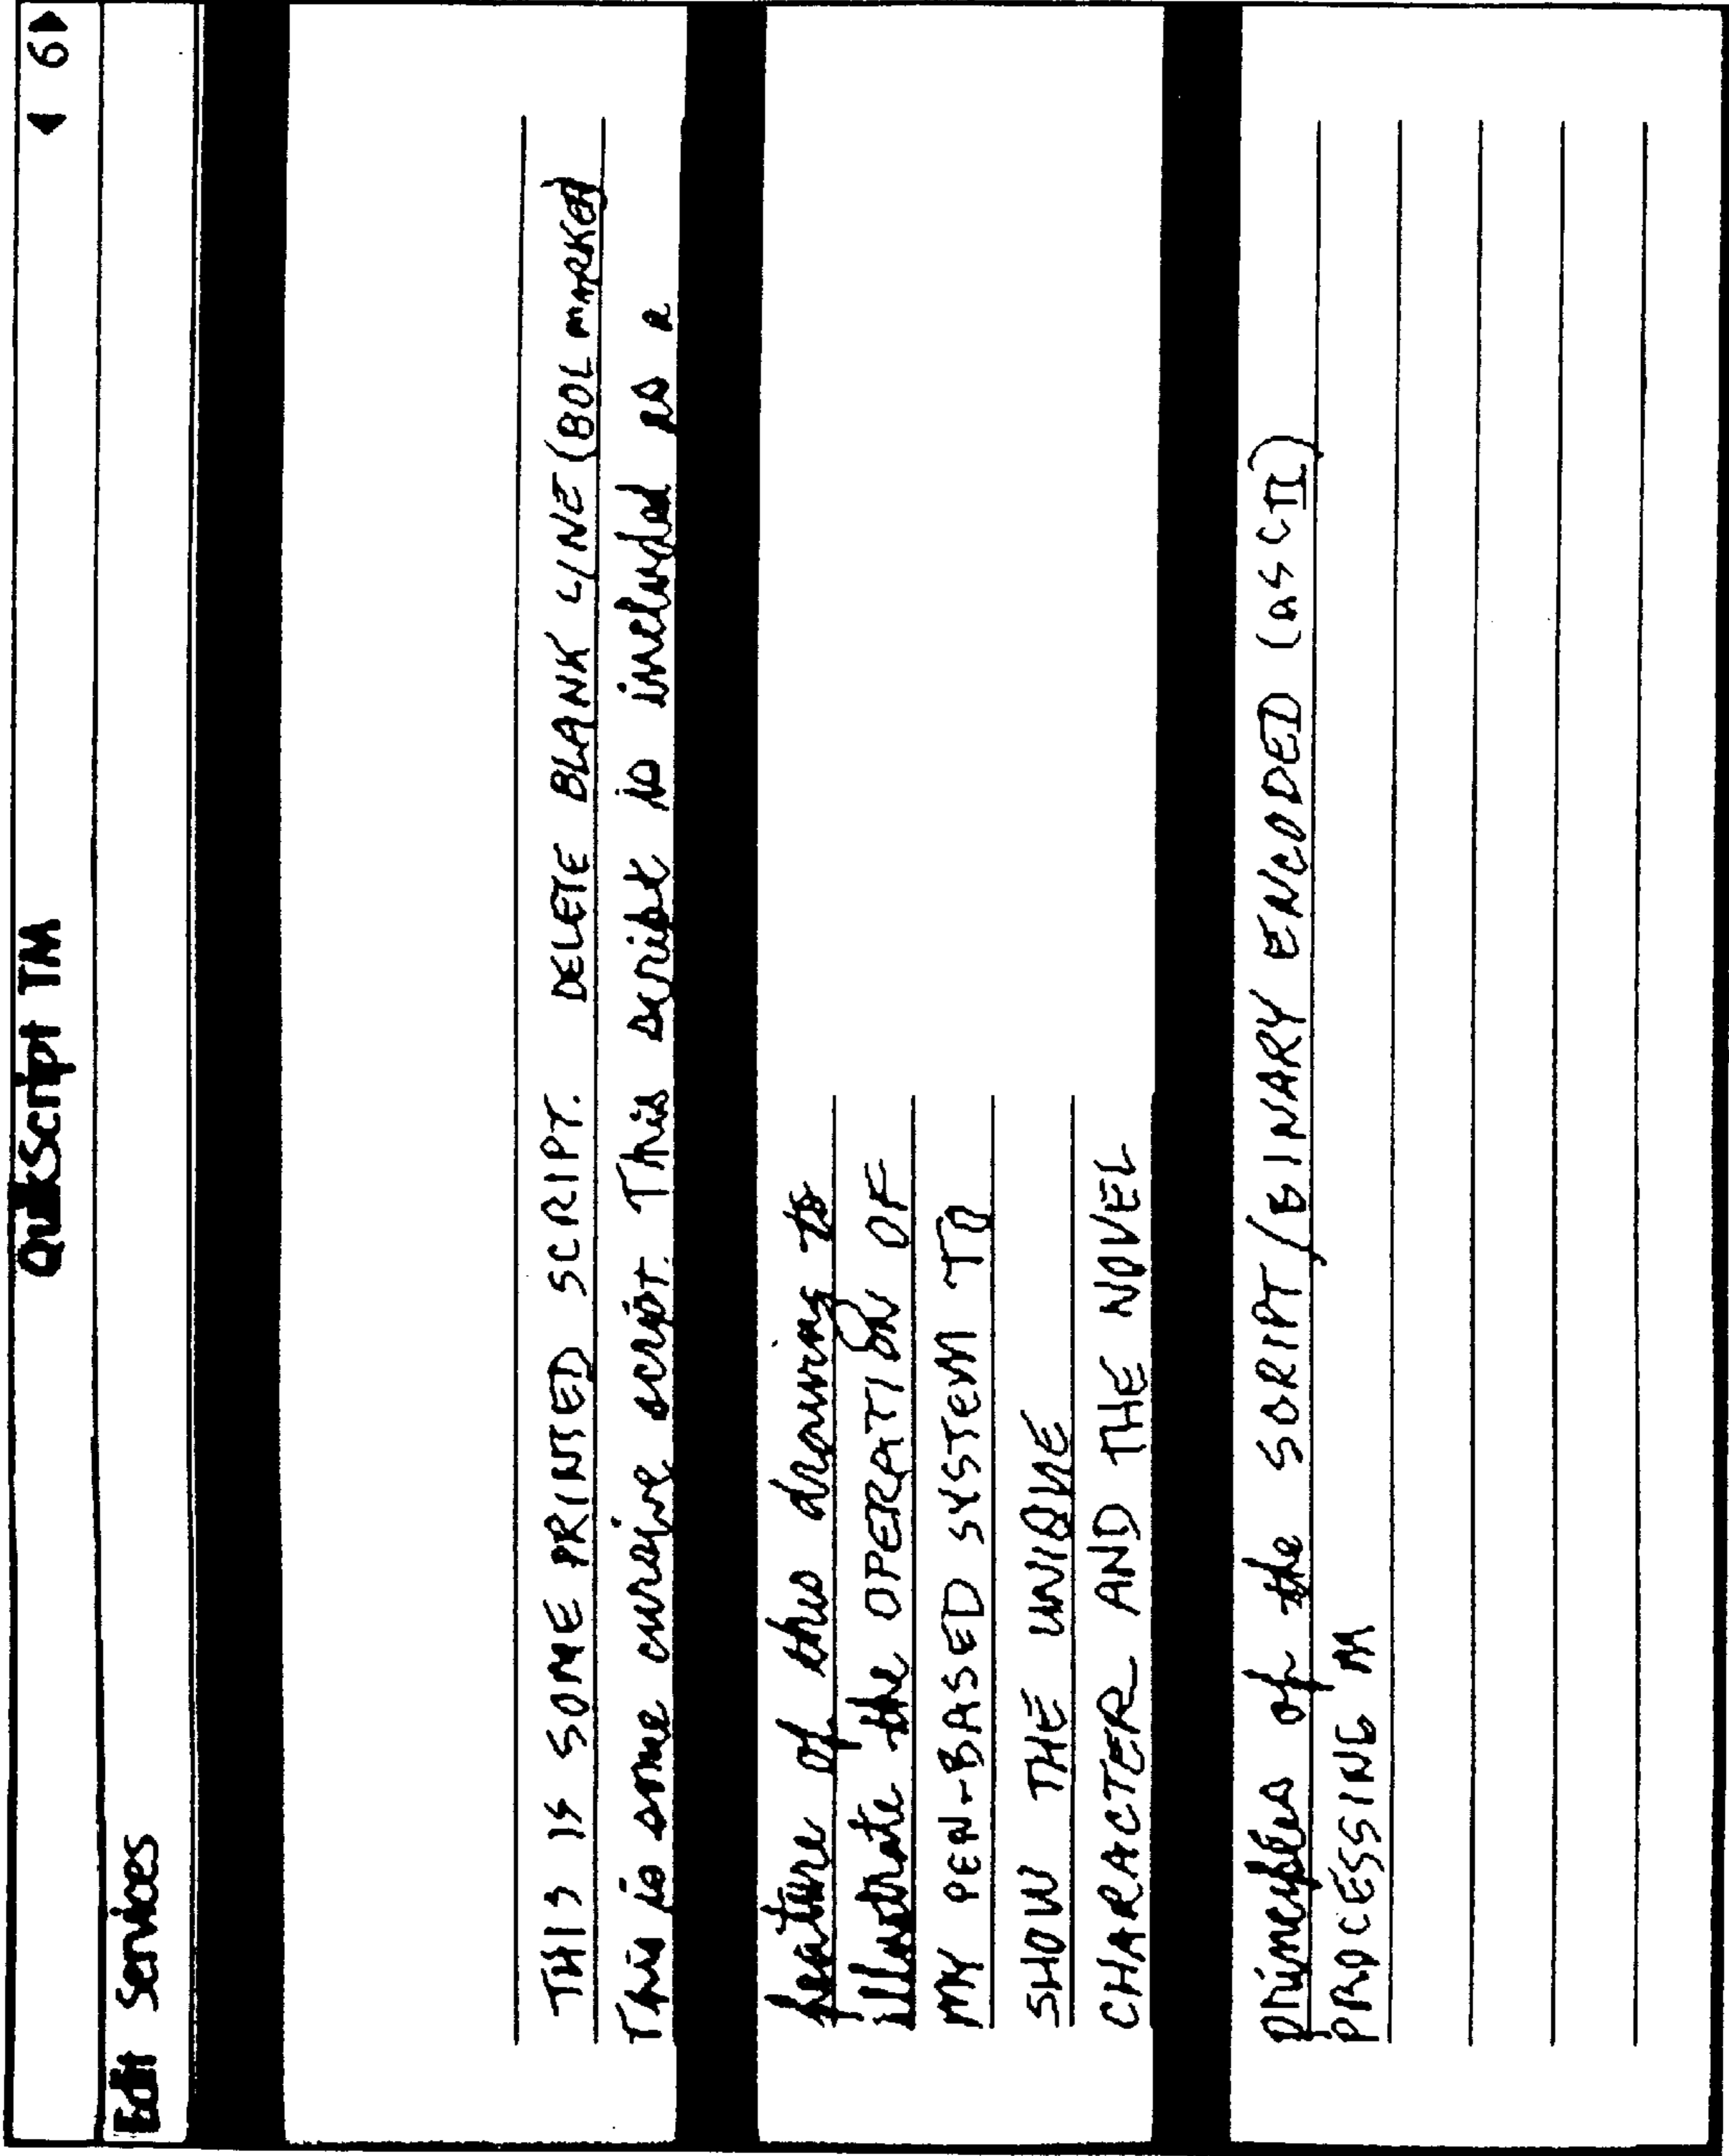 QuikScript TM
◀ 6 ▶
Edit Services
THIS IS SOME PRINTED SCRIPT. DELETE BLANK LINE (BOL marked
This is some cursive script. This script is included as a
feature of this drawing to
illustrate the OPERATION OF
MY PEN-BASED SYSTEM TO
SHOW THE UNIQUE
CHARACTER AND THE NOVEL
principles of the SCRIPT/BINARY ENCODED (ASCII)
PROCESSING M